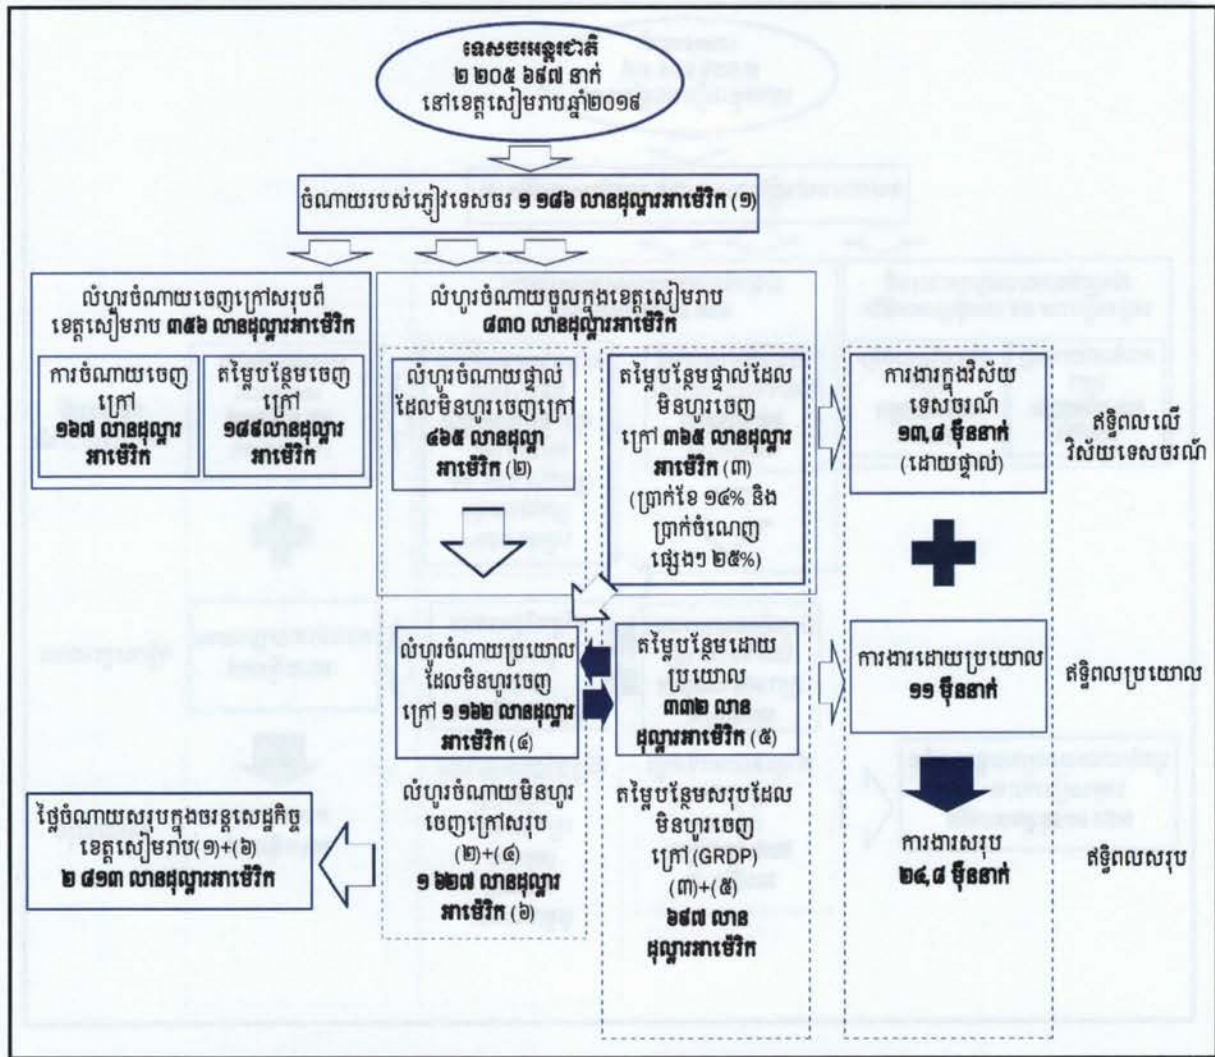 ទេសចរអន្តរជាតិ
២ ២០៥ ៦៩៧ នាក់
នៅខេត្តសៀមរាបឆ្នាំ២០១៩
ចំណាយរបស់ភ្ញៀវទេសចរ ១ ១៨៦ លានដុល្លារអាម៉េរិក (១)
លំហូរចំណាយចេញក្រៅសរុបពី
ខេត្តសៀមរាប ៣៥៦ លានដុល្លារអាម៉េរិក
ការចំណាយចេញ
ក្រៅ
១៦៧ លានដុល្លារ
អាម៉េរិក
តម្លៃបន្ថែមចេញ
ក្រៅ
១៨៩លានដុល្លារ
អាម៉េរិក
លំហូរចំណាយចូលក្នុងខេត្តសៀមរាប
៨៣០ លានដុល្លារអាម៉េរិក
លំហូរចំណាយផ្ទាល់
ដែលមិនហូរចេញក្រៅ
៤៦៥ លានដុល្លា
អាម៉េរិក (២)
តម្លៃបន្ថែមផ្ទាល់ដែល
មិនហូរចេញ
ក្រៅ ៣៦៥ លានដុល្លារ
អាម៉េរិក (៣)
(ប្រាក់ខែ ១៤% និង
ប្រាក់ចំណេញ
ផ្សេងៗ ២៥%)
ការងារក្នុងវិស័យ
ទេសចរណ៍
១៣,៨ ម៉ឺននាក់
(ដោយផ្ទាល់)
ឥទ្ធិពលលើ
វិស័យទេសចរណ៍
លំហូរចំណាយប្រយោល
ដែលមិនហូរចេញ
ក្រៅ ១ ១៦២ លានដុល្លារ
អាម៉េរិក (៤)
តម្លៃបន្ថែមដោយ
ប្រយោល
៣៣២ លាន
ដុល្លារអាម៉េរិក (៥)
ការងារដោយប្រយោល
១១ ម៉ឺននាក់
ឥទ្ធិពលប្រយោល
ថ្លៃចំណាយសរុបក្នុងចរន្តសេដ្ឋកិច្ច
ខេត្តសៀមរាប(១)+(៦)
២ ៨១៣ លានដុល្លារអាម៉េរិក
លំហូរចំណាយមិនហូរ
ចេញក្រៅសរុប
(២)+(៤)
១ ៦២៧ លានដុល្លារ
អាម៉េរិក (៦)
តម្លៃបន្ថែមសរុបដែល
មិនហូរចេញ
ក្រៅ (GRDP)
(៣)+(៥)
៦៩៧ លាន
ដុល្លារអាម៉េរិក
ការងារសរុប
២៤,៨ ម៉ឺននាក់
ឥទ្ធិពលសរុប